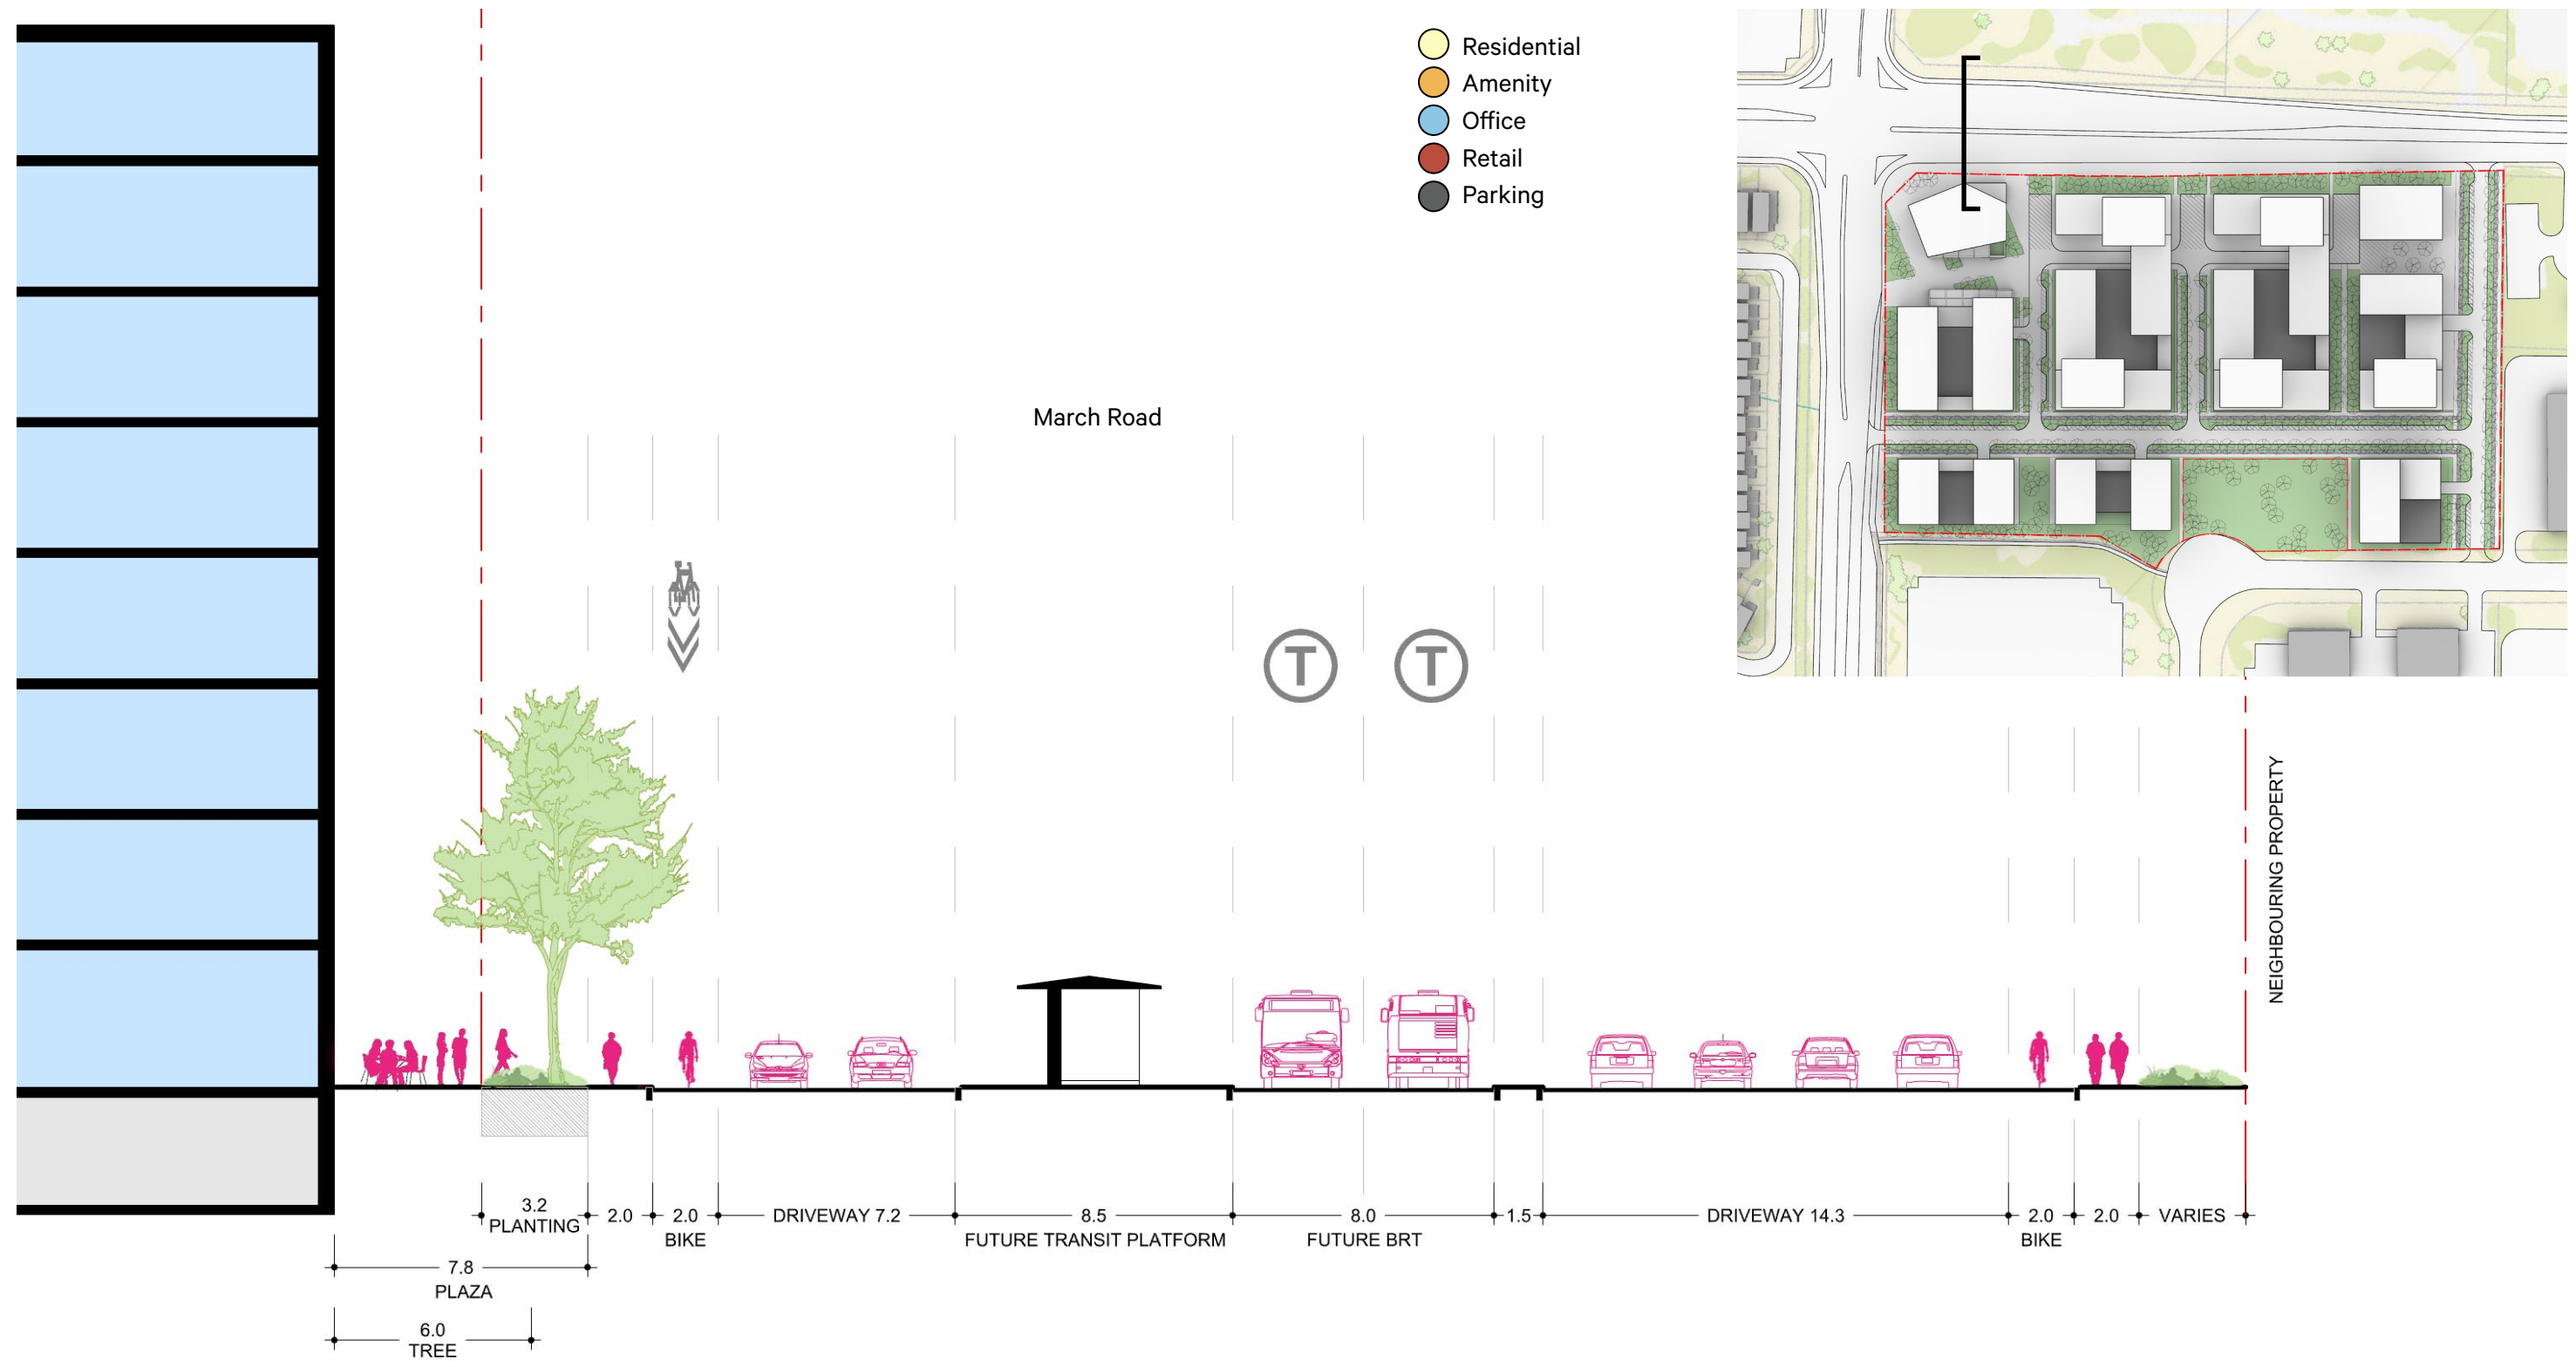 Residential
Amenity
Office
Retail
Parking
March Road
T
T
NEIGHBOURING PROPERTY
3.2
PLANTING
2.0
2.0
BIKE
DRIVEWAY 7.2
8.5
FUTURE TRANSIT PLATFORM
8.0
FUTURE BRT
1.5
DRIVEWAY 14.3
2.0
BIKE
2.0
VARIES
7.8
PLAZA
6.0
TREE